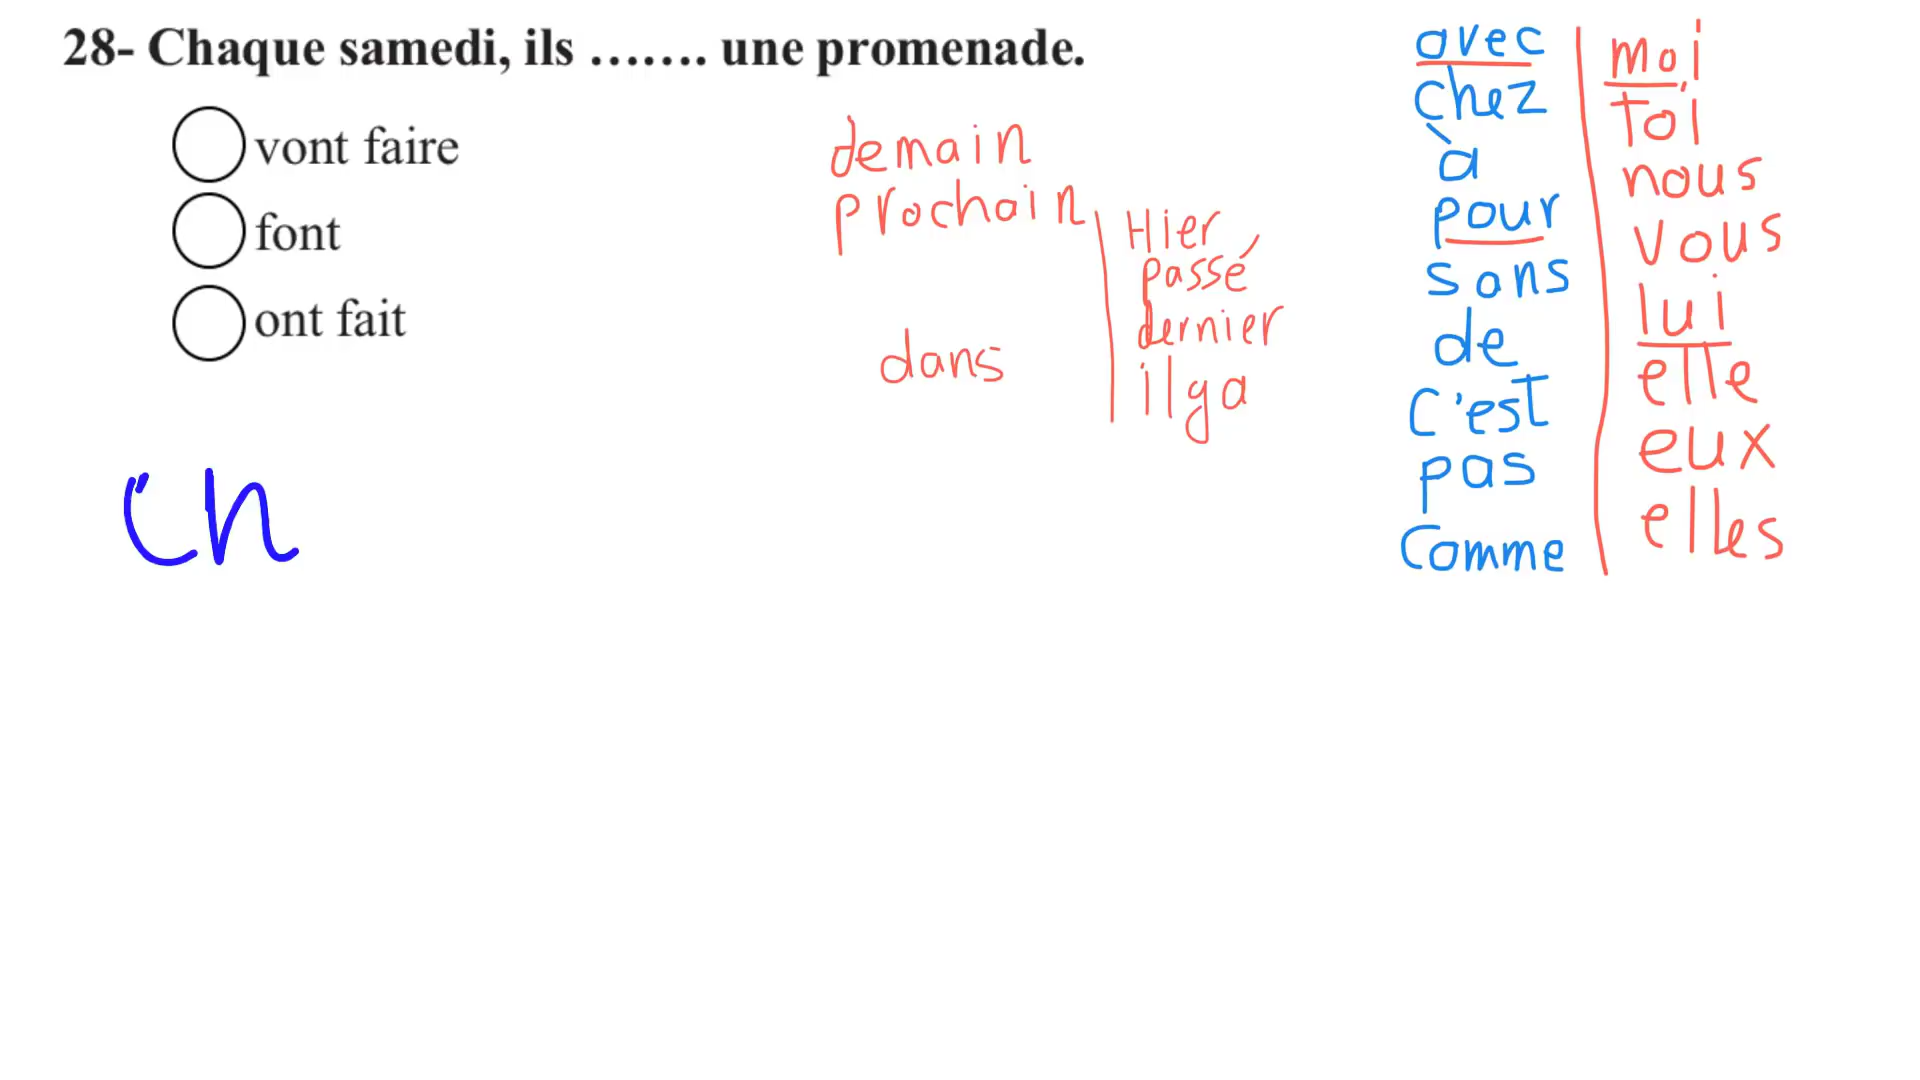 28- Chaque samedi, ils ....... une promenade.
vont faire
font
ont fait
demain
prochain
dans
Hier
passé
dernier
il y a
avec
chez
à
pour
sans
de
C'est
pas
Comme
moi
toi
nous
vous
lui
elle
eux
elles
Ch